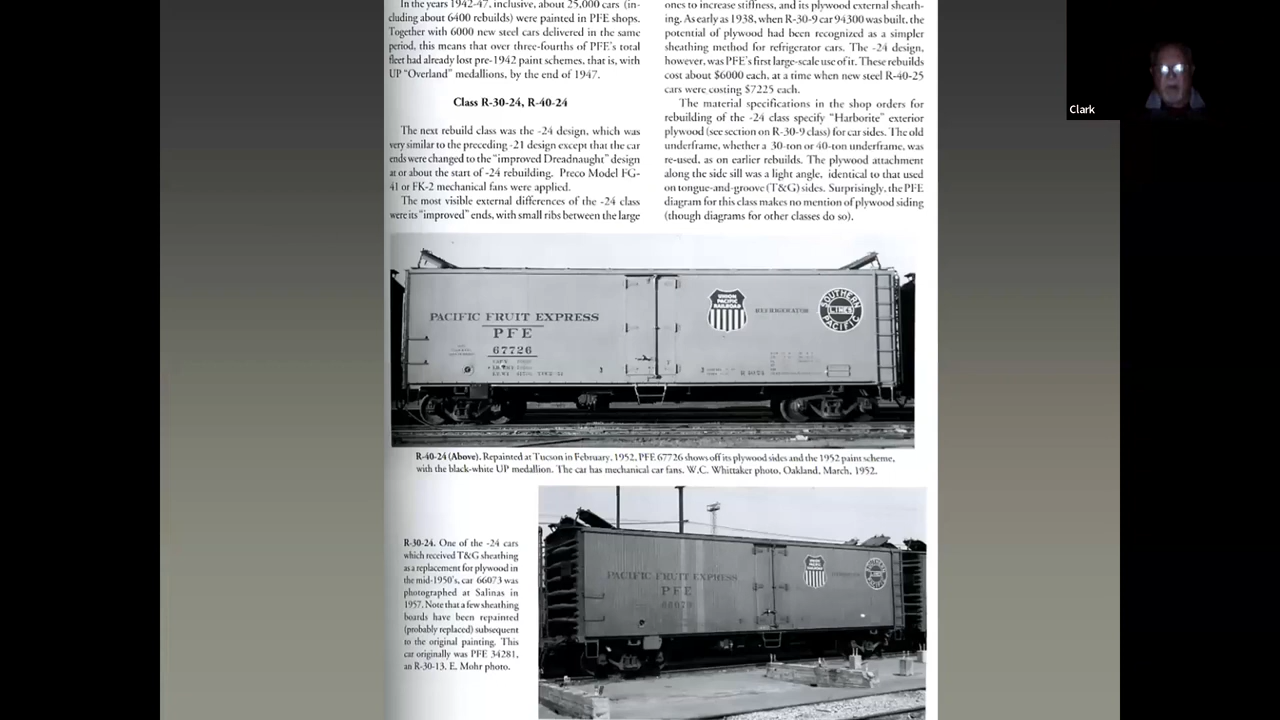 In the years 1942-47, inclusive, about 25,000 cars (in-
cluding about 6400 rebuilds) were painted in PFE shops.
Together with 6000 new steel cars delivered in the same
period, this means that over three-fourths of PFE's total
fleet had already lost pre-1942 paint schemes, that is, with
UP "Overland" medallions, by the end of 1947.
Class R-30-24, R-40-24
The next rebuild class was the -24 design, which was
very similar to the preceding -21 design except that the car
ends were changed to the "improved Dreadnaught" design
at or about the start of -24 rebuilding. Preco Model FG-
41 or FK-2 mechanical fans were applied.
The most visible external differences of the -24 class
were its "improved" ends, with small ribs between the large
ones to increase stiffness, and its plywood external sheath-
ing. As early as 1938, when R-30-9 car 94300 was built, the
potential of plywood had been recognized as a simpler
sheathing method for refrigerator cars. The -24 design,
however, was PFE's first large-scale use of it. These rebuilds
cost about $6000 each, at a time when new steel R-40-25
cars were costing $7225 each.
The material specifications in the shop orders for
rebuilding of the -24 class specify "Harborite" exterior
plywood (see section on R-30-9 class) for car sides. The old
underframe, whether a 30-ton or 40-ton underframe, was
re-used, as on earlier rebuilds. The plywood attachment
along the side sill was a light angle, identical to that used
on tongue-and-groove (T&G) sides. Surprisingly, the PFE
diagram for this class makes no mention of plywood siding
(though diagrams for other classes do so).
PACIFIC FRUIT EXPRESS
PFE
67726
UNION
PACIFIC
RAILROAD
REFRIGERATOR
SOUTHERN
LINES
PACIFIC
R-40-24 (Above). Repainted at Tucson in February, 1952, PFE 67726 shows off its plywood sides and the 1952 paint scheme,
with the black-white UP medallion. The car has mechanical car fans. W.C. Whittaker photo, Oakland, March, 1952.
R-30-24. One of the -24 cars
which received T&G sheathing
as a replacement for plywood in
the mid-1950's, car 66073 was
photographed at Salinas in
1957. Note that a few sheathing
boards have been repainted
(probably replaced) subsequent
to the original painting. This
car originally was PFE 34281,
an R-30-13. E. Mohr photo.
PACIFIC FRUIT EXPRESS
PFE
Clark